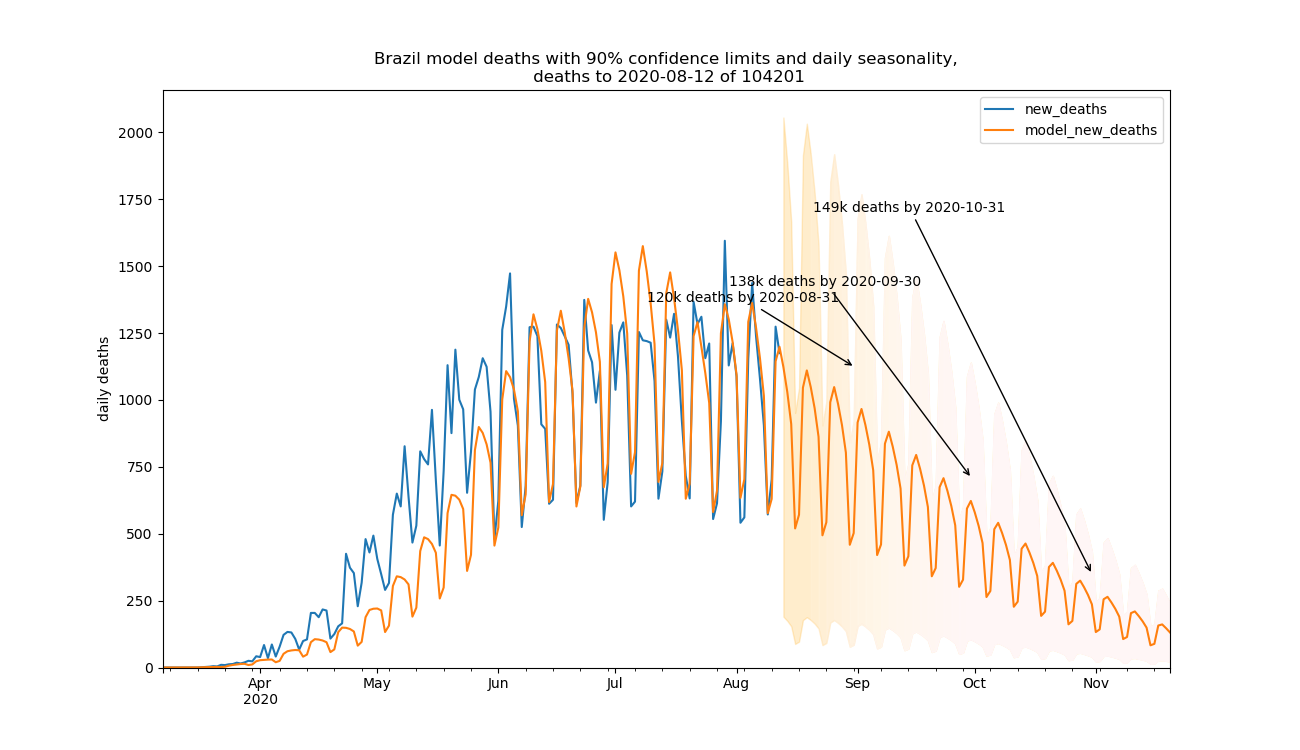 Brazil model deaths with 90% confidence limits and daily seasonality,
deaths to 2020-08-12 of 104201
new_deaths
model_new_deaths
daily deaths
2000
1750
1500
1250
1000
750
500
250
0
149k deaths by 2020-10-31
138k deaths by 2020-09-30
120k deaths by 2020-08-31
Apr
2020
May
Jun
Jul
Aug
Sep
Oct
Nov